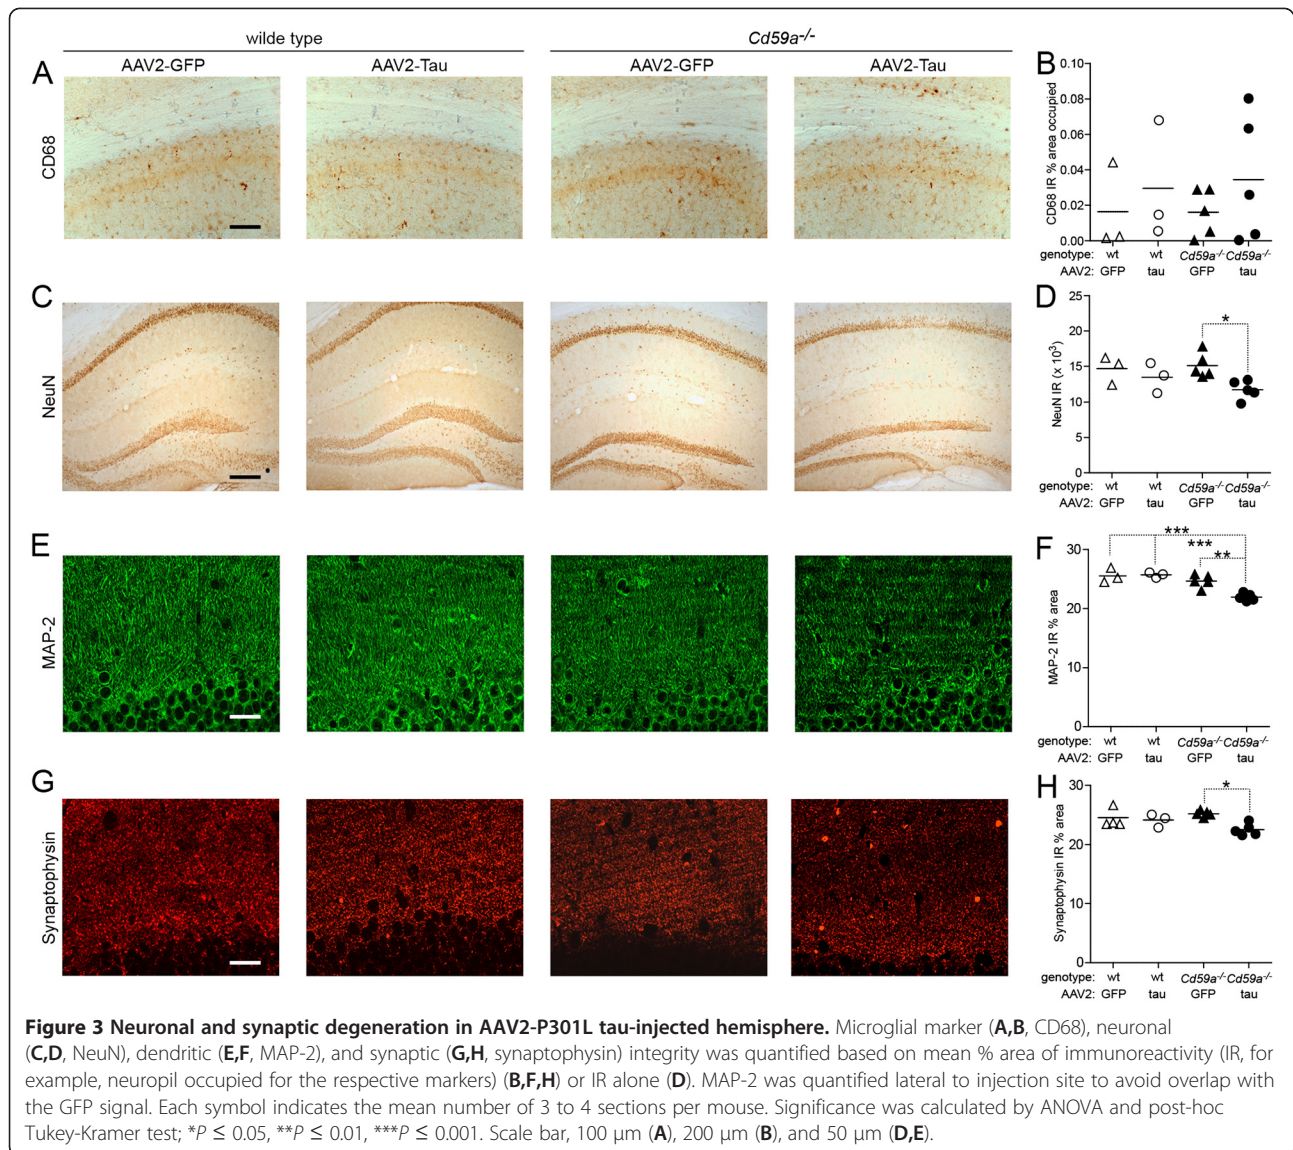 wilde type
Cd59a-/-
AAV2-GFP
AAV2-Tau
AAV2-GFP
AAV2-Tau
A
CD68
B
CD68 IR % area occupied
0.10
0.08
0.06
0.04
0.02
0.00
genotype: wt wt Cd59a-/- Cd59a-/-
AAV2: GFP tau GFP tau
C
NeuN
D
NeuN IR (x 10³)
25
20
15
10
5
0
*
genotype: wt wt Cd59a-/- Cd59a-/-
AAV2: GFP tau GFP tau
E
MAP-2
F
MAP-2 IR % area
30
20
10
0
***
***
**
genotype: wt wt Cd59a-/- Cd59a-/-
AAV2: GFP tau GFP tau
G
Synaptophysin
H
Synaptophysin IR % area
30
20
10
0
*
genotype: wt wt Cd59a-/- Cd59a-/-
AAV2: GFP tau GFP tau
Figure 3 Neuronal and synaptic degeneration in AAV2-P301L tau-injected hemisphere. Microglial marker (A,B, CD68), neuronal
(C,D, NeuN), dendritic (E,F, MAP-2), and synaptic (G,H, synaptophysin) integrity was quantified based on mean % area of immunoreactivity (IR, for
example, neuropil occupied for the respective markers) (B,F,H) or IR alone (D). MAP-2 was quantified lateral to injection site to avoid overlap with
the GFP signal. Each symbol indicates the mean number of 3 to 4 sections per mouse. Significance was calculated by ANOVA and post-hoc
Tukey-Kramer test; *P ≤ 0.05, **P ≤ 0.01, ***P ≤ 0.001. Scale bar, 100 μm (A), 200 μm (B), and 50 μm (D,E).